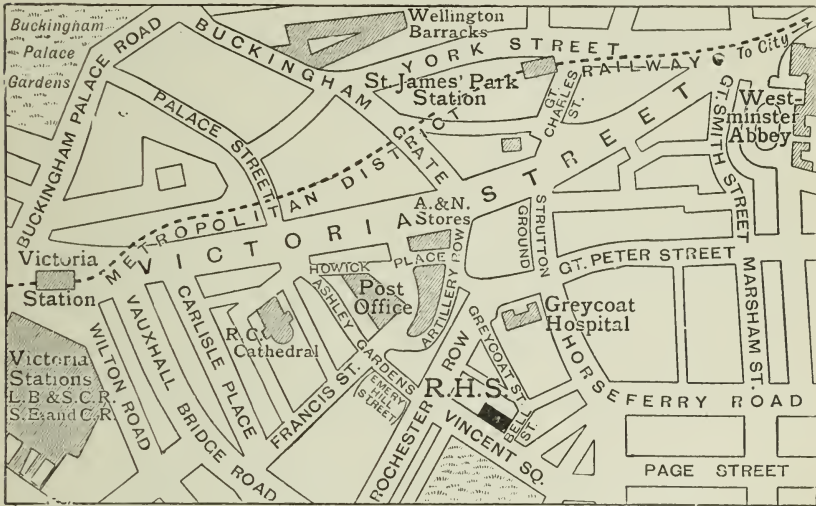 Buckingham
Palace
Gardens
BUCKINGHAM PALACE ROAD
BUCKINGHAM GATE
Wellington
Barracks
YORK STREET
St. James' Park
Station
METROPOLITAN DISTRICT RAILWAY
To City
GT. CHARLES ST.
GT. SMITH STREET
West-
minster
Abbey
PALACE STREET
VICTORIA STREET
A.&N.
Stores
STRUTTON
GROUND
GT. PETER STREET
MARSHAM ST.
Victoria
Station
HOWICK PLACE
Post
Office
ARTILLERY ROW
ASHLEY GARDENS
R.C.
Cathedral
CARLISLE PLACE
VAUXHALL BRIDGE ROAD
WILTON ROAD
Victoria
Stations
L.B & S.C.R.
S.E. and C.R.
FRANCIS ST.
EMERY
HILL
STREET
ROCHESTER ROW
GREYCOAT ST.
Greycoat
Hospital
HORSEFERRY ROAD
R.H.S.
BELL ST.
VINCENT SQ.
PAGE STREET